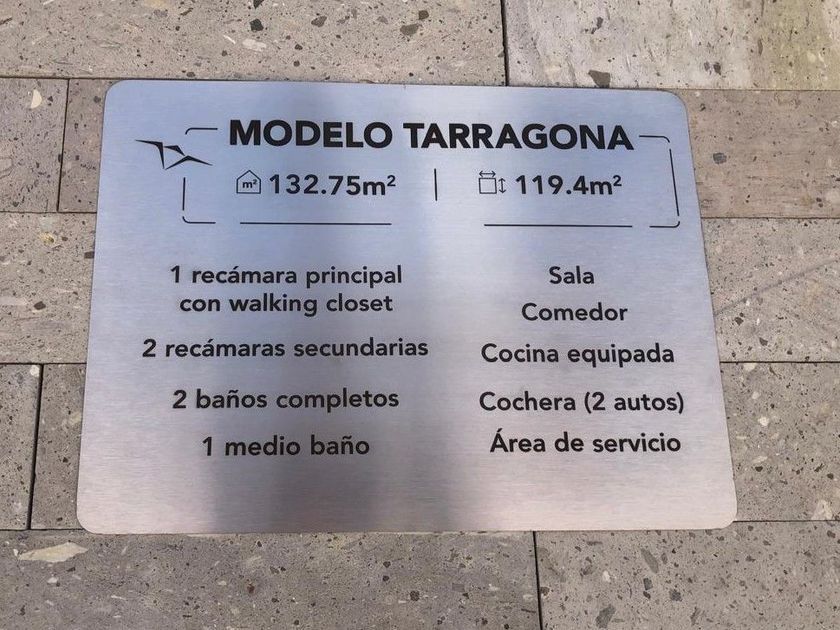 MODELO TARRAGONA
m² 132.75m² | 119.4m²
1 recámara principal
con walking closet
2 recámaras secundarias
2 baños completos
1 medio baño
Sala
Comedor
Cocina equipada
Cochera (2 autos)
Área de servicio